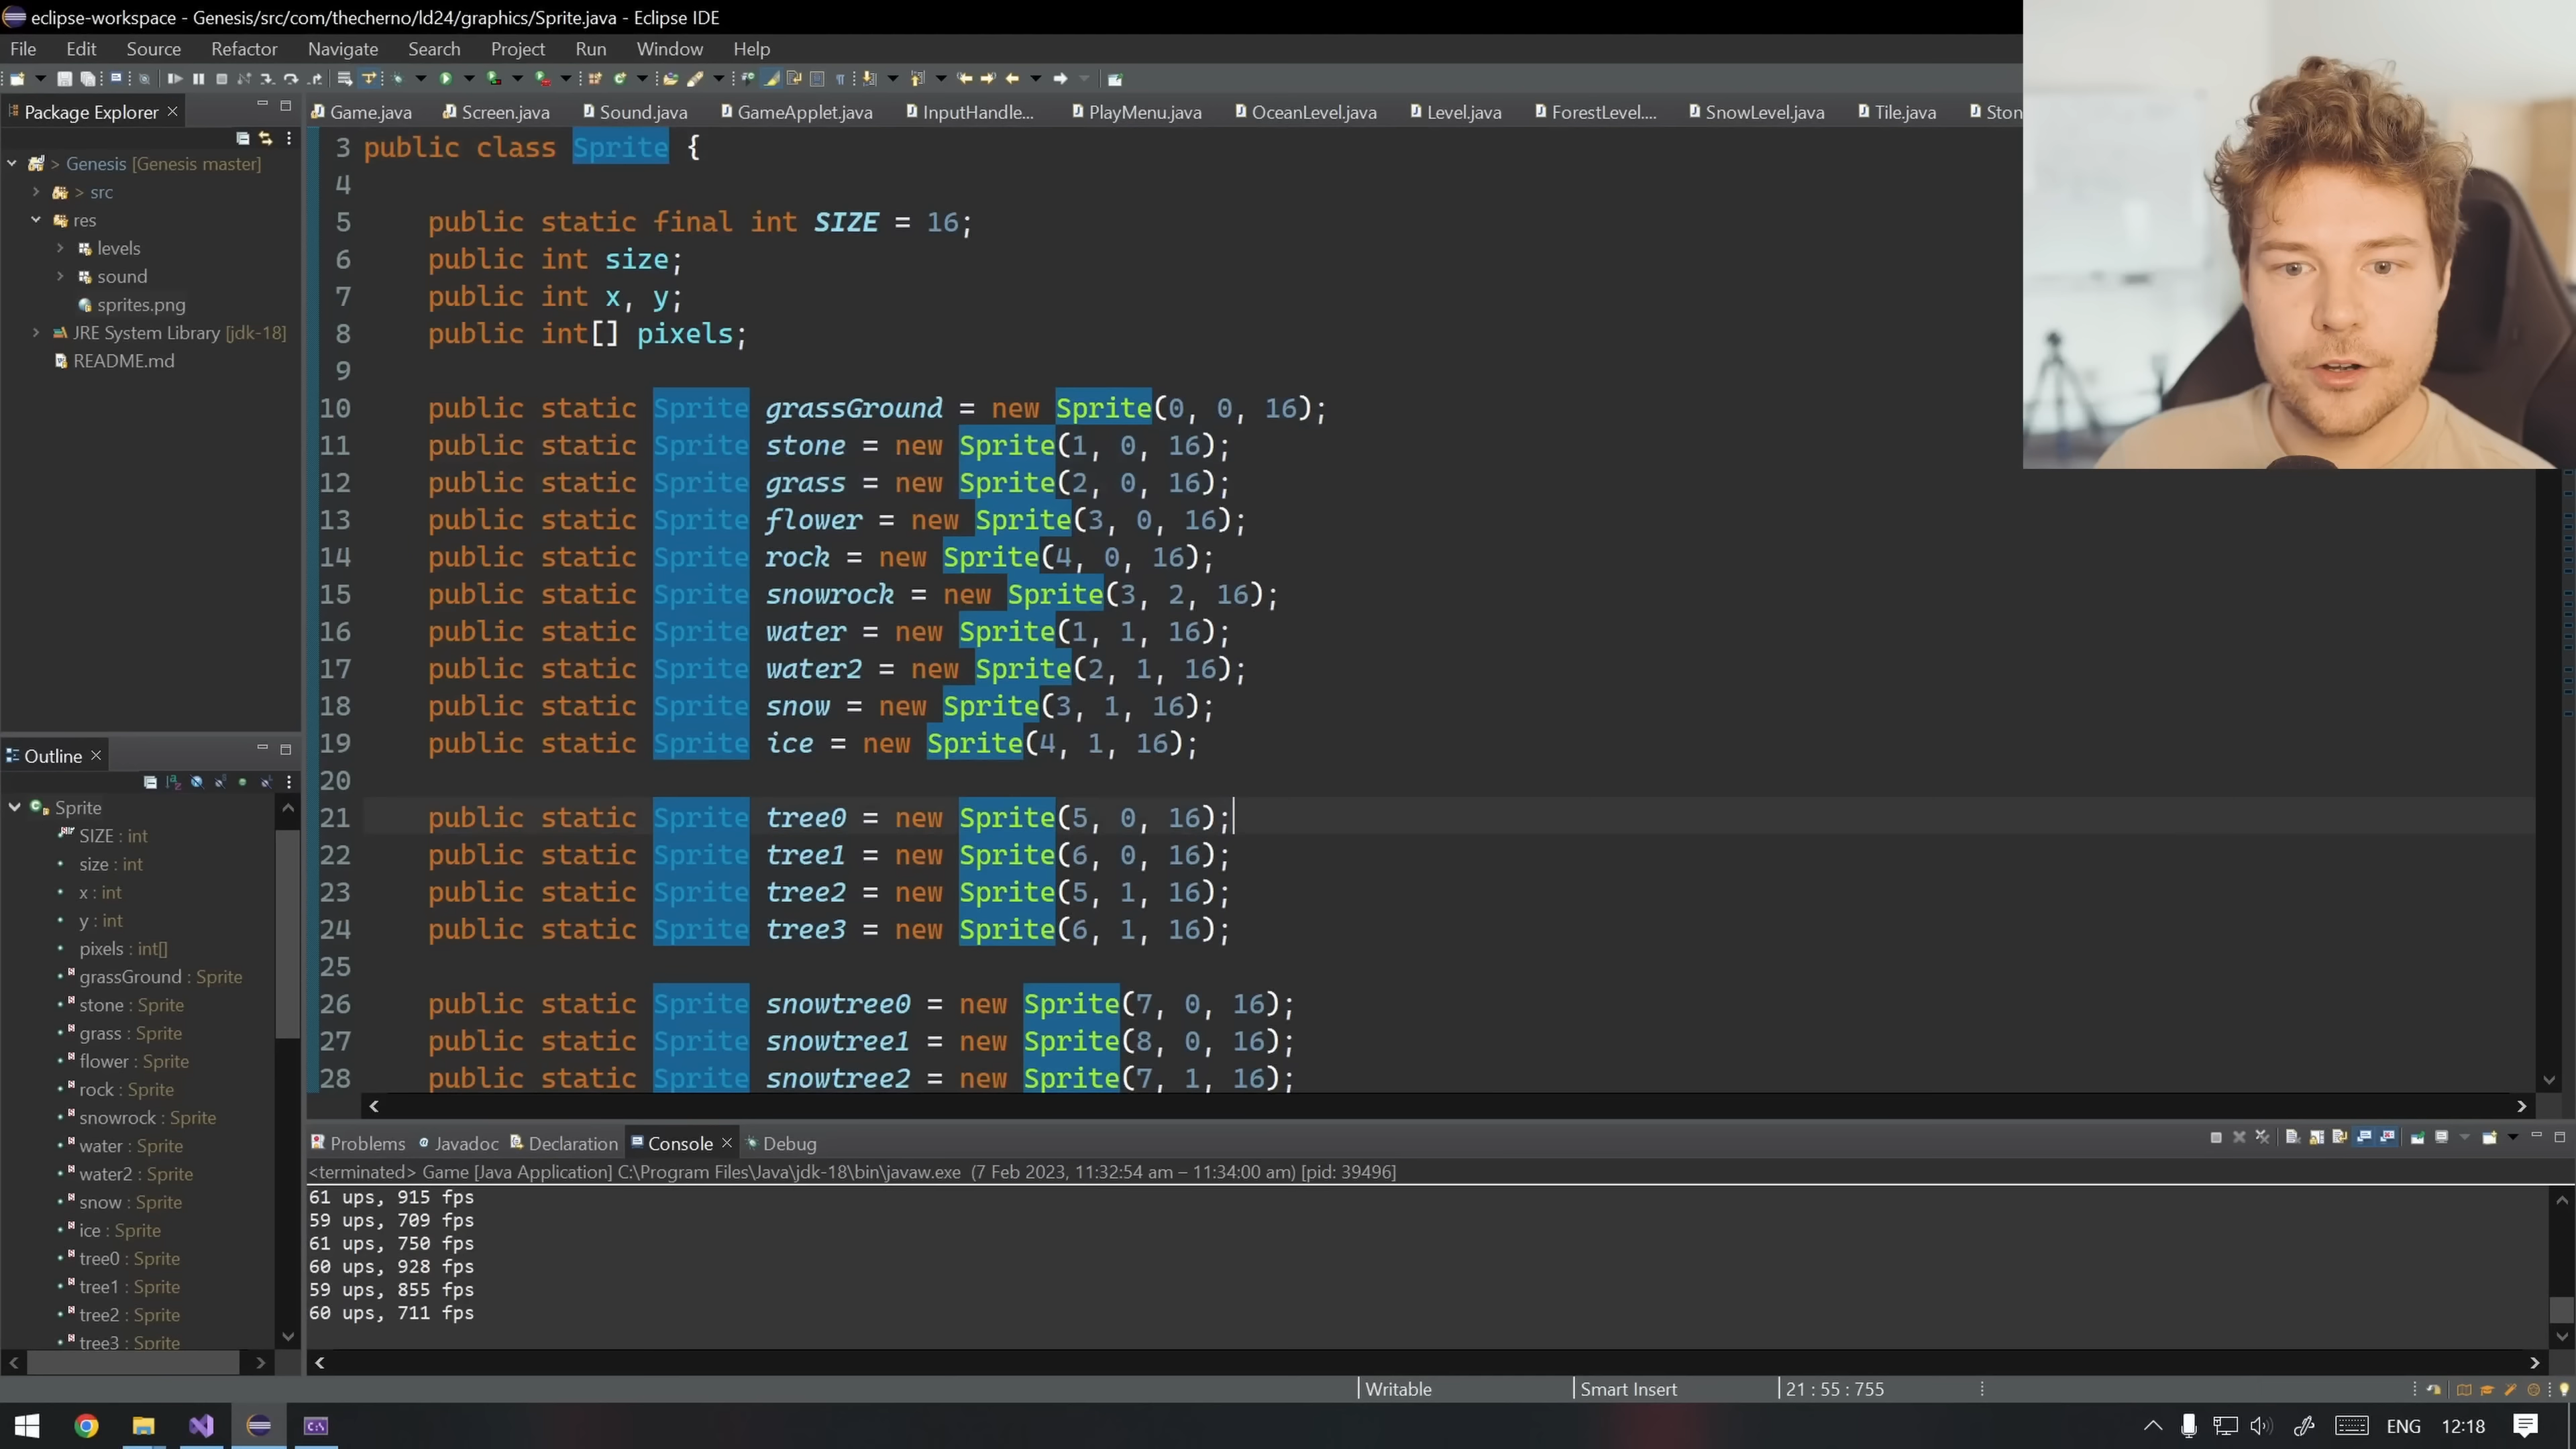 eclipse-workspace - Genesis/src/com/thecherno/ld24/graphics/Sprite.java - Eclipse IDE
File Edit Source Refactor Navigate Search Project Run Window Help
Package Explorer
Genesis [Genesis master]
> src
res
levels
sound
sprites.png
JRE System Library [jdk-18]
README.md
Game.java Screen.java Sound.java GameApplet.java InputHandle... PlayMenu.java OceanLevel.java Level.java ForestLevel.... SnowLevel.java Tile.java Ston
3 public class Sprite {
4
5 public static final int SIZE = 16;
6 public int size;
7 public int x, y;
8 public int[] pixels;
9
10 public static Sprite grassGround = new Sprite(0, 0, 16);
11 public static Sprite stone = new Sprite(1, 0, 16);
12 public static Sprite grass = new Sprite(2, 0, 16);
13 public static Sprite flower = new Sprite(3, 0, 16);
14 public static Sprite rock = new Sprite(4, 0, 16);
15 public static Sprite snowrock = new Sprite(3, 2, 16);
16 public static Sprite water = new Sprite(1, 1, 16);
17 public static Sprite water2 = new Sprite(2, 1, 16);
18 public static Sprite snow = new Sprite(3, 1, 16);
19 public static Sprite ice = new Sprite(4, 1, 16);
20
21 public static Sprite tree0 = new Sprite(5, 0, 16);
22 public static Sprite tree1 = new Sprite(6, 0, 16);
23 public static Sprite tree2 = new Sprite(5, 1, 16);
24 public static Sprite tree3 = new Sprite(6, 1, 16);
25
26 public static Sprite snowtree0 = new Sprite(7, 0, 16);
27 public static Sprite snowtree1 = new Sprite(8, 0, 16);
28 public static Sprite snowtree2 = new Sprite(7, 1, 16);
Outline
Sprite
SIZE : int
size : int
x : int
y : int
pixels : int[]
grassGround : Sprite
stone : Sprite
grass : Sprite
flower : Sprite
rock : Sprite
snowrock : Sprite
water : Sprite
water2 : Sprite
snow : Sprite
ice : Sprite
tree0 : Sprite
tree1 : Sprite
tree2 : Sprite
tree3 : Sprite
Problems Javadoc Declaration Console Debug
<terminated> Game [Java Application] C:\Program Files\Java\jdk-18\bin\javaw.exe (7 Feb 2023, 11:32:54 am – 11:34:00 am) [pid: 39496]
61 ups, 915 fps
59 ups, 709 fps
61 ups, 750 fps
60 ups, 928 fps
59 ups, 855 fps
60 ups, 711 fps
Writable Smart Insert 21 : 55 : 755
ENG 12:18